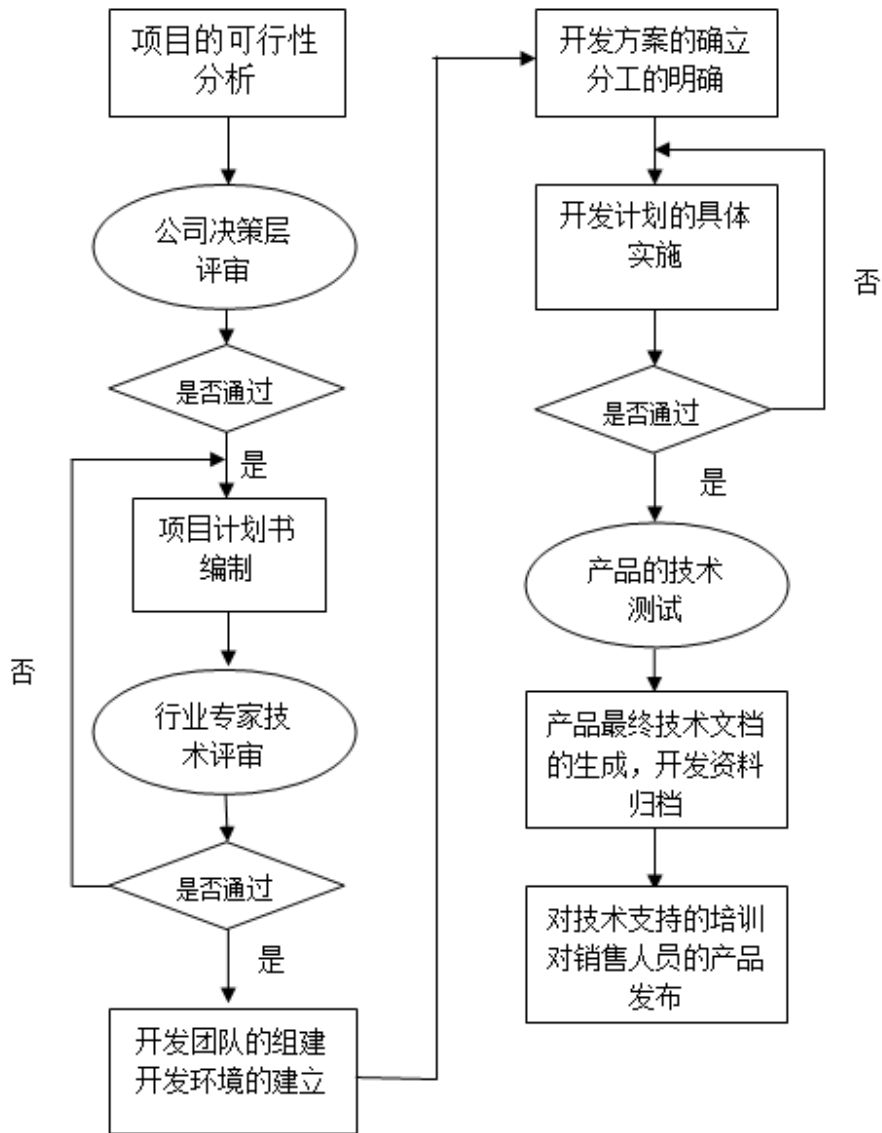 项目的可行性
分析
公司决策层
评审
是否通过
是
项目计划书
编制
否
行业专家技
术评审
是否通过
是
开发团队的组建
开发环境的建立
开发方案的确立
分工的明确
开发计划的具体
实施
否
是否通过
是
产品的技术
测试
产品最终技术文档
的生成，开发资料
归档
对技术支持的培训
对销售人员的产品
发布